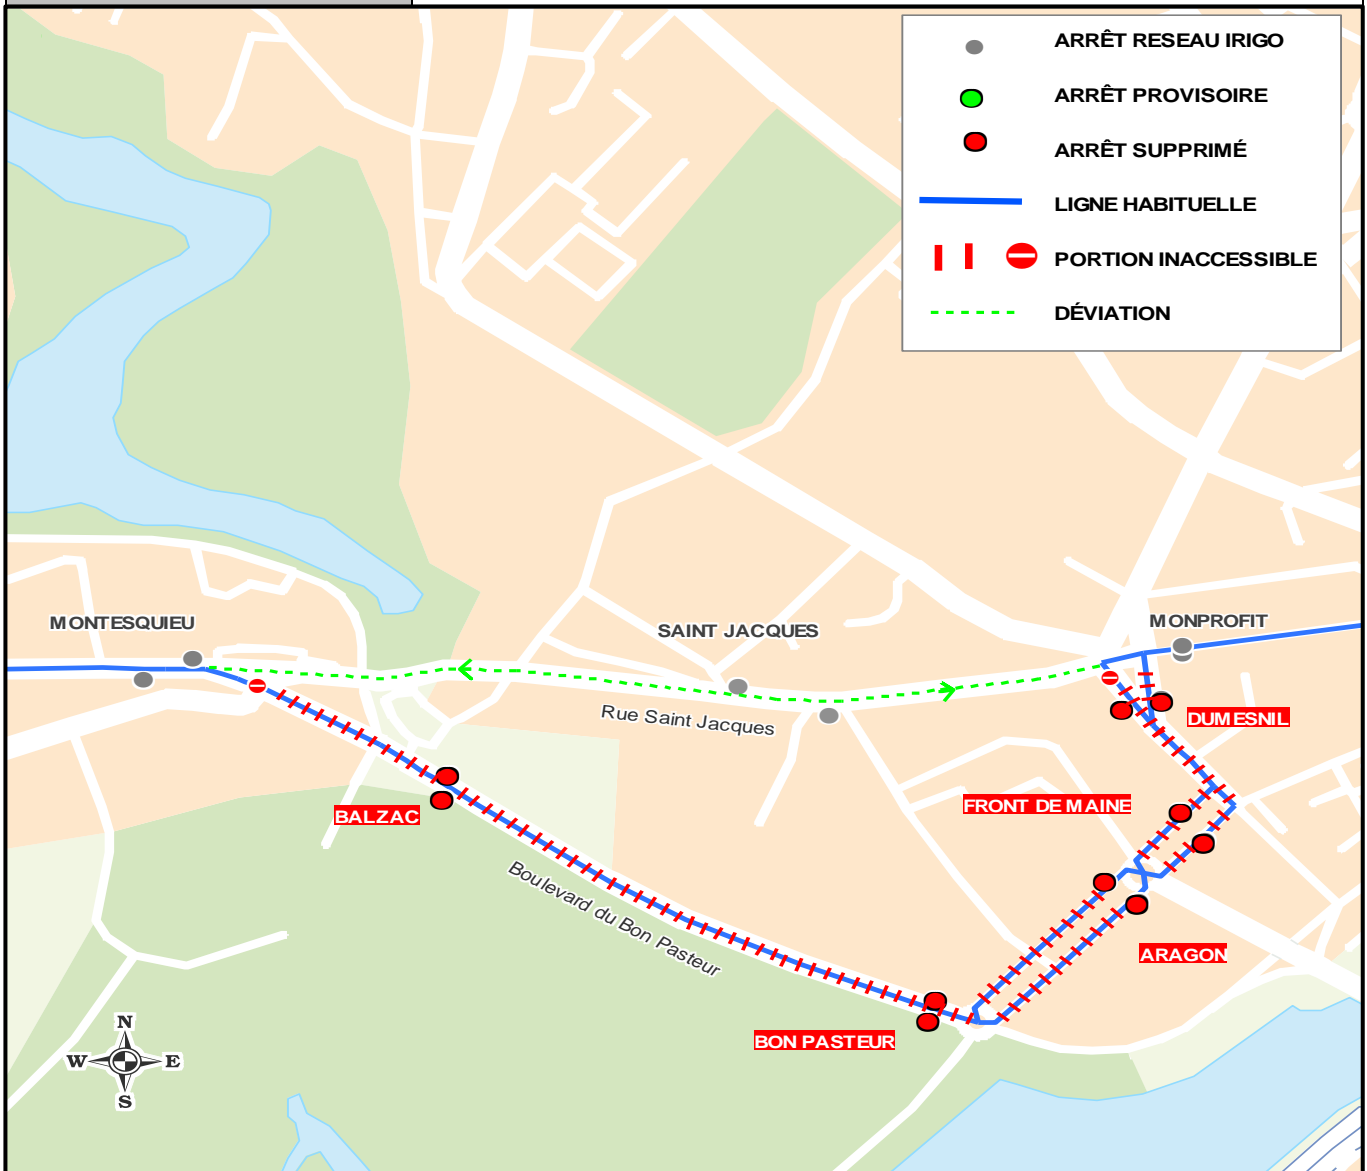 ARRÊT RESEAU IRIGO
ARRÊT PROVISOIRE
ARRÊT SUPPRIMÉ
LIGNE HABITUELLE
PORTION INACCESSIBLE
DÉVIATION
MONTESQUIEU
SAINT JACQUES
MONPROFIT
Rue Saint Jacques
DUMESNIL
FRONT DE MAINE
BALZAC
Boulevard du Bon Pasteur
ARAGON
BON PASTEUR
N
W E
S